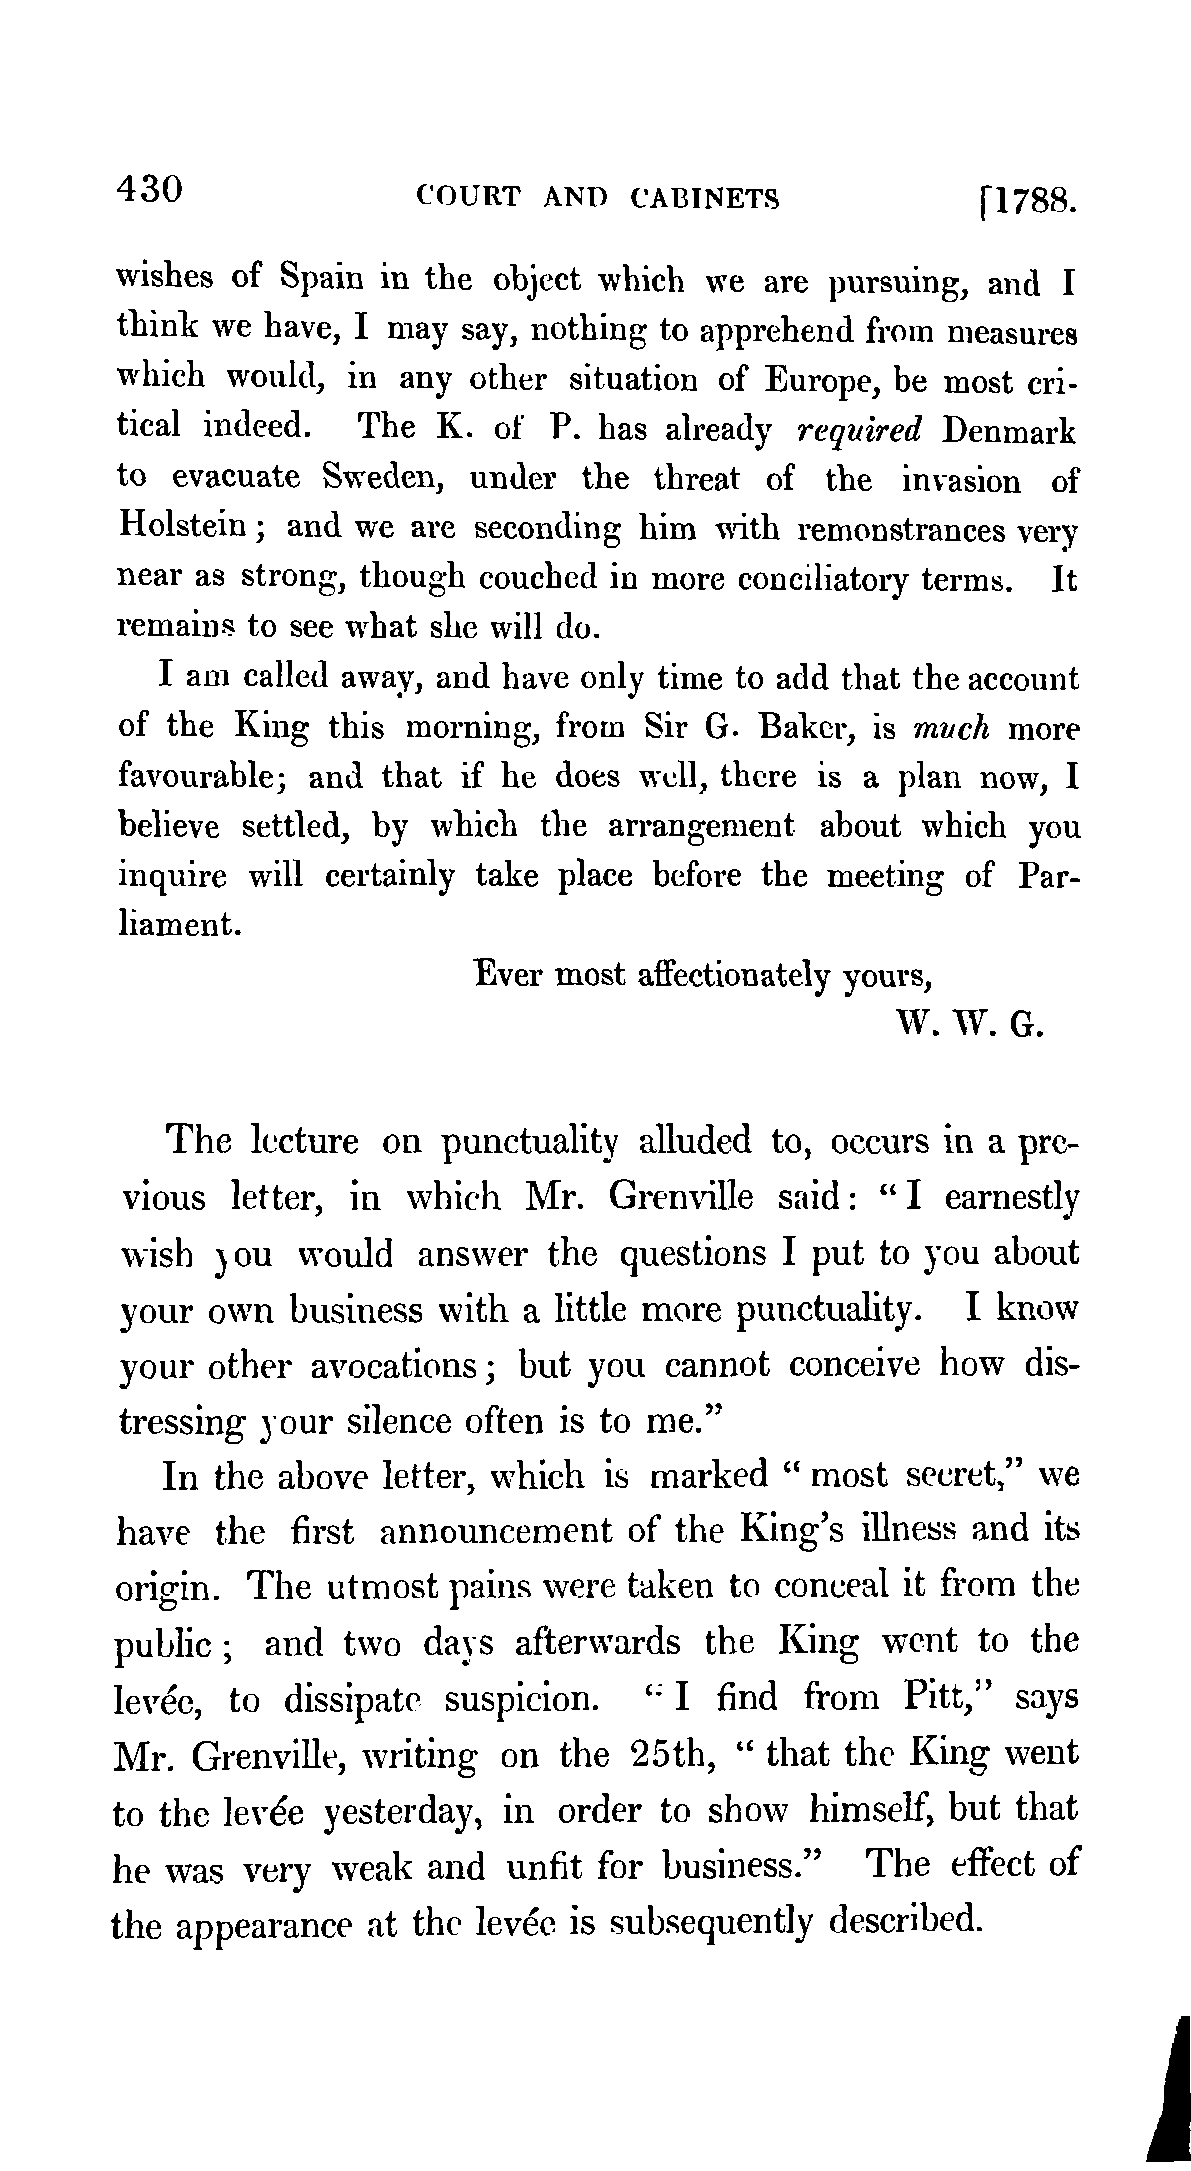 430 COURT AND CABINETS [1788.
wishes of Spain in the object which we are pursuing, and I
think we have, I may say, nothing to apprehend from measures
which would, in any other situation of Europe, be most cri-
tical indeed. The K. of P. has already required Denmark
to evacuate Sweden, under the threat of the invasion of
Holstein; and we are seconding him with remonstrances very
near as strong, though couched in more conciliatory terms. It
remains to see what she will do.
I am called away, and have only time to add that the account
of the King this morning, from Sir G. Baker, is much more
favourable; and that if he does well, there is a plan now, I
believe settled, by which the arrangement about which you
inquire will certainly take place before the meeting of Par-
liament.
Ever most affectionately yours,
W. W. G.
The lecture on punctuality alluded to, occurs in a pre-
vious letter, in which Mr. Grenville said: "I earnestly
wish you would answer the questions I put to you about
your own business with a little more punctuality. I know
your other avocations; but you cannot conceive how dis-
tressing your silence often is to me."
In the above letter, which is marked "most secret," we
have the first announcement of the King's illness and its
origin. The utmost pains were taken to conceal it from the
public; and two days afterwards the King went to the
levée, to dissipate suspicion. "I find from Pitt," says
Mr. Grenville, writing on the 25th, "that the King went
to the levée yesterday, in order to show himself, but that
he was very weak and unfit for business." The effect of
the appearance at the levée is subsequently described.